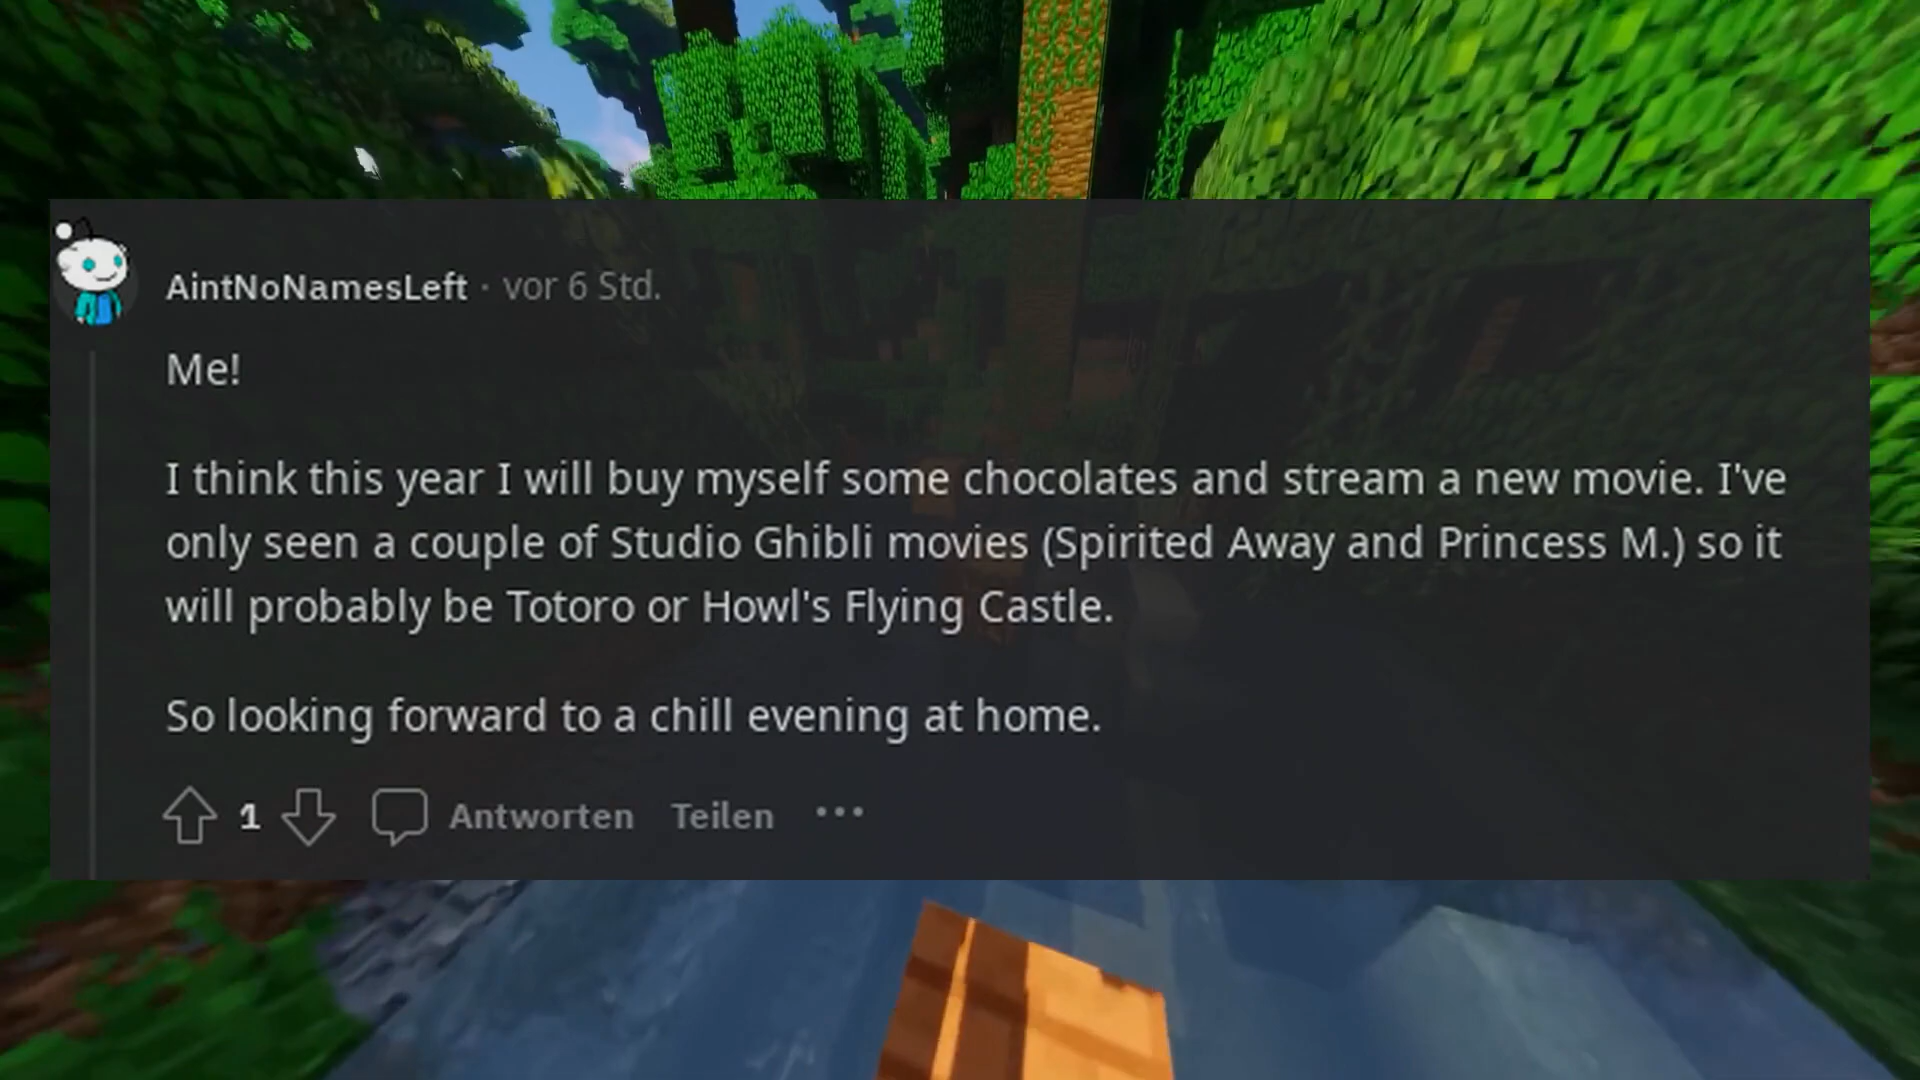 AintNoNamesLeft · vor 6 Std.
Me!
I think this year I will buy myself some chocolates and stream a new movie. I've
only seen a couple of Studio Ghibli movies (Spirited Away and Princess M.) so it
will probably be Totoro or Howl's Flying Castle.
So looking forward to a chill evening at home.
1 Antworten Teilen •••